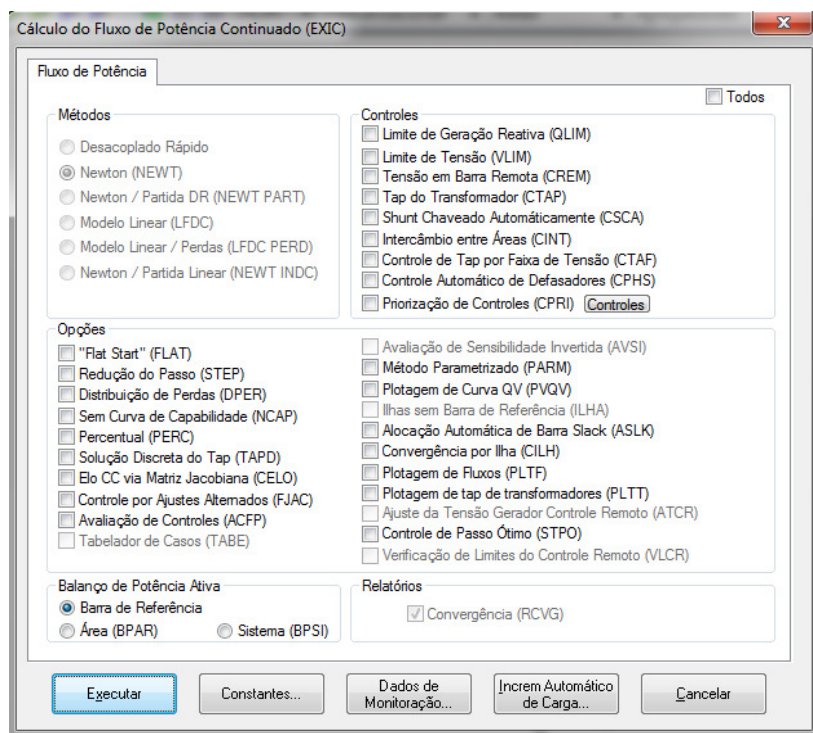 Cálculo do Fluxo de Potência Continuado (EXIC)
x
Fluxo de Potência
Todos
Métodos
Desacoplado Rápido
Newton (NEWT)
Newton / Partida DR (NEWT PART)
Modelo Linear (LFDC)
Modelo Linear / Perdas (LFDC PERD)
Newton / Partida Linear (NEWT INDC)
Controles
Limite de Geração Reativa (QLIM)
Limite de Tensão (VLIM)
Tensão em Barra Remota (CREM)
Tap do Transformador (CTAP)
Shunt Chaveado Automáticamente (CSCA)
Intercâmbio entre Áreas (CINT)
Controle de Tap por Faixa de Tensão (CTAF)
Controle Automático de Defasadores (CPHS)
Priorização de Controles (CPRI) Controles
Opções
"Flat Start" (FLAT)
Redução do Passo (STEP)
Distribuição de Perdas (DPER)
Sem Curva de Capabilidade (NCAP)
Percentual (PERC)
Solução Discreta do Tap (TAPD)
Elo CC via Matriz Jacobiana (CELO)
Controle por Ajustes Alternados (FJAC)
Avaliação de Controles (ACFP)
Tabelador de Casos (TABE)
Avaliação de Sensibilidade Invertida (AVSI)
Método Parametrizado (PARM)
Plotagem de Curva QV (PVQV)
Ilhas sem Barra de Referência (ILHA)
Alocação Automática de Barra Slack (ASLK)
Convergência por Ilha (CILH)
Plotagem de Fluxos (PLTF)
Plotagem de tap de transformadores (PLTT)
Ajuste da Tensão Gerador Controle Remoto (ATCR)
Controle de Passo Ótimo (STPO)
Verificação de Limites do Controle Remoto (VLCR)
Balanço de Potência Ativa
Barra de Referência
Área (BPAR) Sistema (BPSI)
Relatórios
Convergência (RCVG)
Executar
Constantes...
Dados de
Monitoração...
Increm Automático
de Carga...
Cancelar